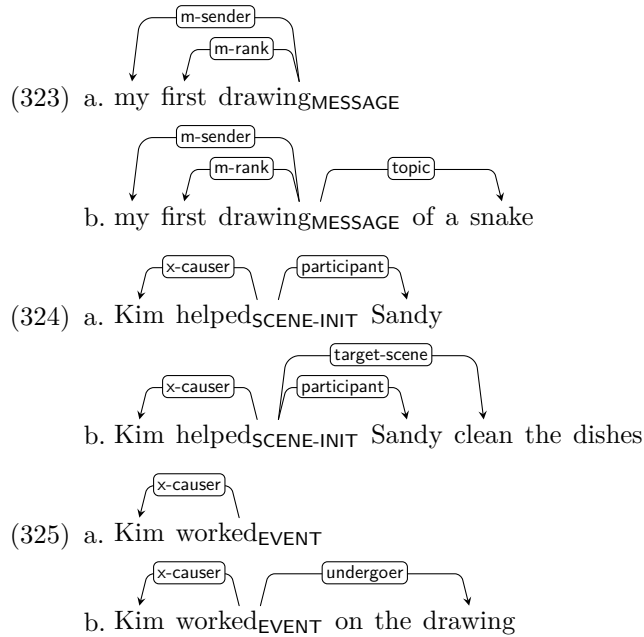 m-sender
m-rank
(323) a. my first drawingMESSAGE
m-sender
m-rank
topic
b. my first drawingMESSAGE of a snake
x-causer
participant
(324) a. Kim helpedSCENE-INIT Sandy
target-scene
x-causer
participant
b. Kim helpedSCENE-INIT Sandy clean the dishes
x-causer
(325) a. Kim workedEVENT
x-causer
undergoer
b. Kim workedEVENT on the drawing